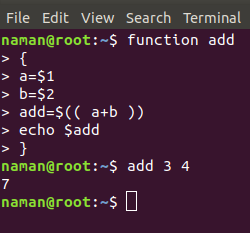 File Edit View Search Terminal
naman@root:~$ function add
> {
> a=$1
> b=$2
> add=$(( a+b ))
> echo $add
> }
naman@root:~$ add 3 4
7
naman@root:~$